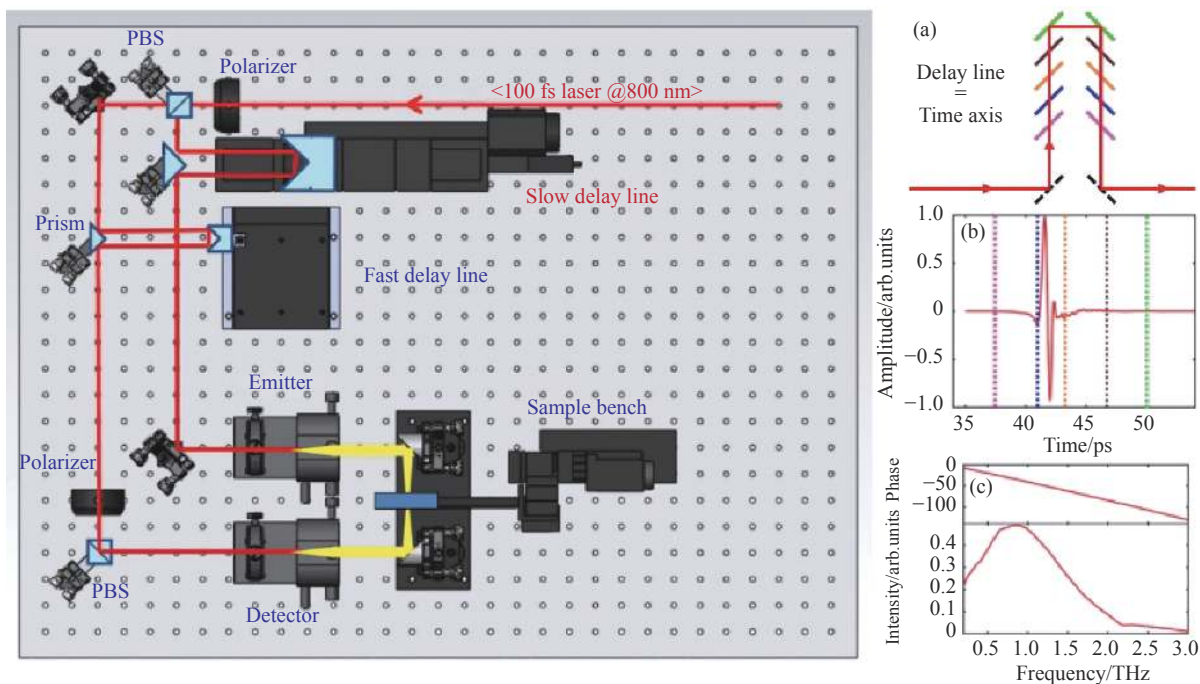 PBS
Polarizer
<100 fs laser @800 nm>
Slow delay line
Prism
Fast delay line
Emitter
Sample bench
Polarizer
PBS
Detector
(a)
Delay line
=
Time axis
(b)
Amplitude/arb.units
1.0
0.5
0
−0.5
−1.0
35 40 45 50
Time/ps
(c)
Phase
0
−50
−100
Intensity/arb.units
0.4
0.3
0.2
0.1
0
0.5 1.0 1.5 2.0 2.5 3.0
Frequency/THz